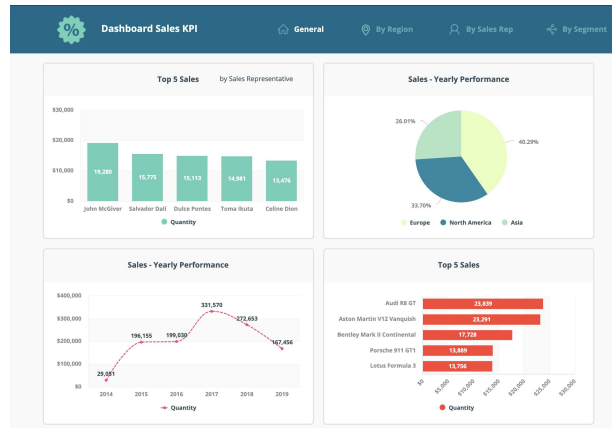 %
Dashboard Sales KPI
General
By Region
By Sales Rep
By Segment
Top 5 Sales by Sales Representative
$30,000
$20,000
$10,000
$0
19,280
15,775
15,113
14,981
13,476
John McGiver
Salvador Dalí
Dulce Pontes
Toma Ikuta
Celine Dion
Quantity
Sales - Yearly Performance
26.01%
40.29%
33.70%
Europe
North America
Asia
Sales - Yearly Performance
$400,000
$300,000
$200,000
$100,000
$0
29,051
196,155
199,030
331,570
272,653
167,456
2014
2015
2016
2017
2018
2019
Quantity
Top 5 Sales
Audi R8 GT
23,839
Aston Martin V12 Vanquish
23,291
Bentley Mark II Continental
17,728
Porsche 911 GT1
13,889
Lotus Formula 3
13,756
$0
$5,000
$10,000
$15,000
$20,000
$25,000
$30,000
Quantity